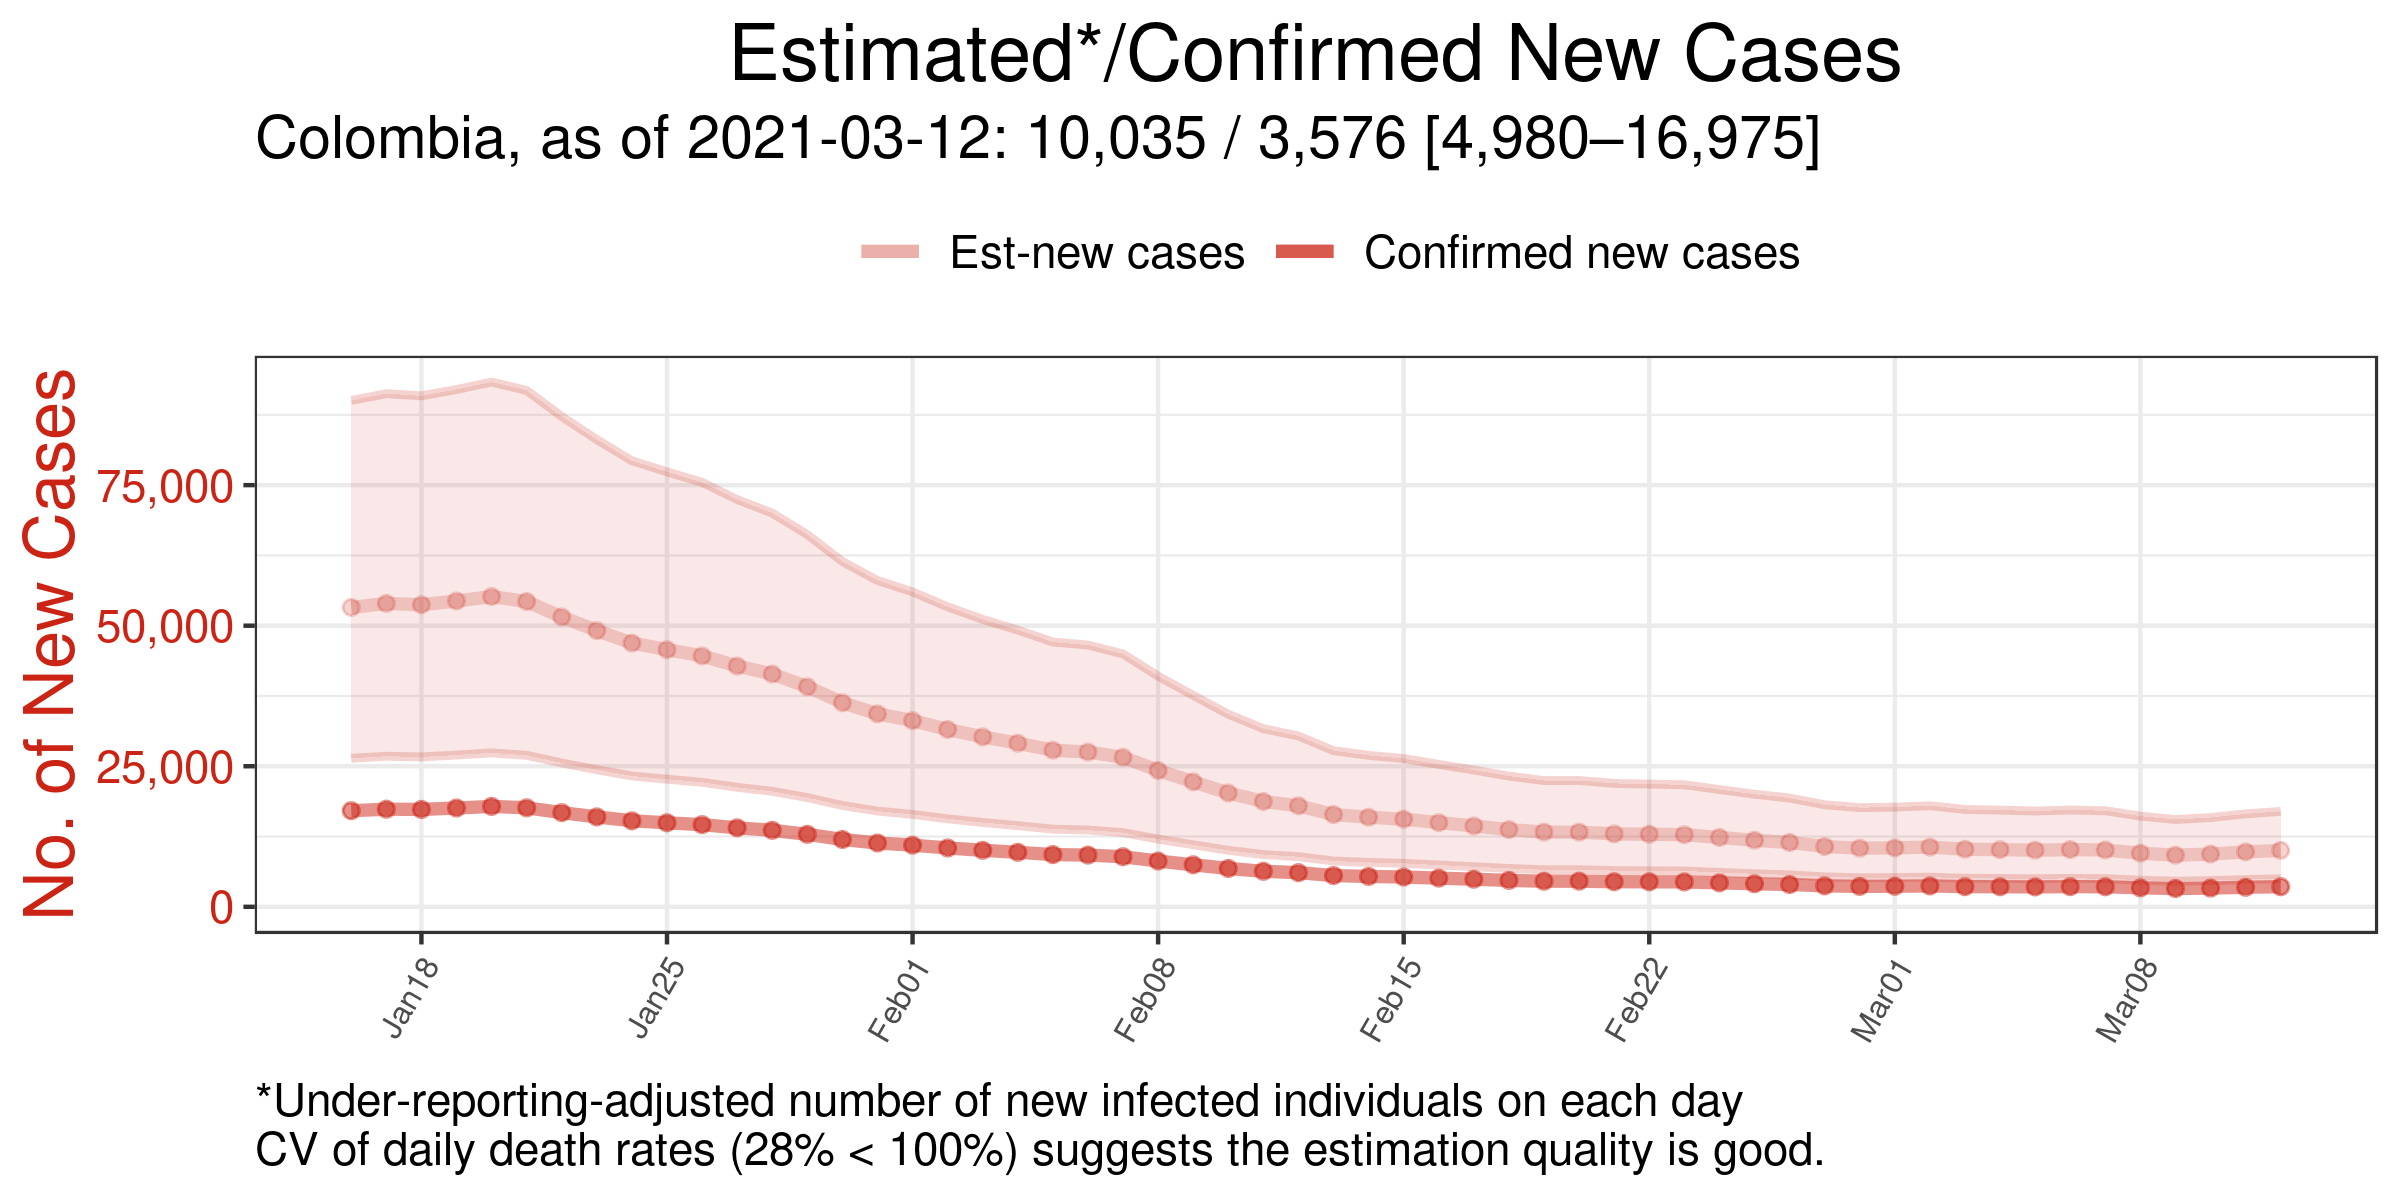 Estimated*/Confirmed New Cases
Colombia, as of 2021-03-12: 10,035 / 3,576 [4,980–16,975]
Est-new cases
Confirmed new cases
No. of New Cases
75,000
50,000
25,000
0
Jan18
Jan25
Feb01
Feb08
Feb15
Feb22
Mar01
Mar08
*Under-reporting-adjusted number of new infected individuals on each day
CV of daily death rates (28% < 100%) suggests the estimation quality is good.